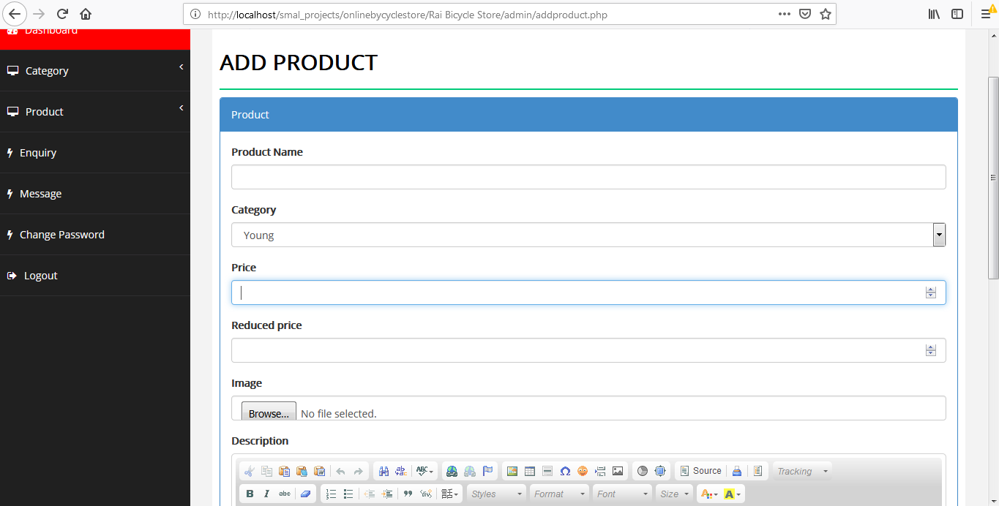 http://localhost/smal_projects/onlinebycyclestore/Rai Bicycle Store/admin/addproduct.php
Dashboard
Category
Product
Enquiry
Message
Change Password
Logout
ADD PRODUCT
Product
Product Name
Category
Young
Price
Reduced price
Image
Browse... No file selected.
Description
ABC Source Tracking
B I abc Styles Format Font Size A A